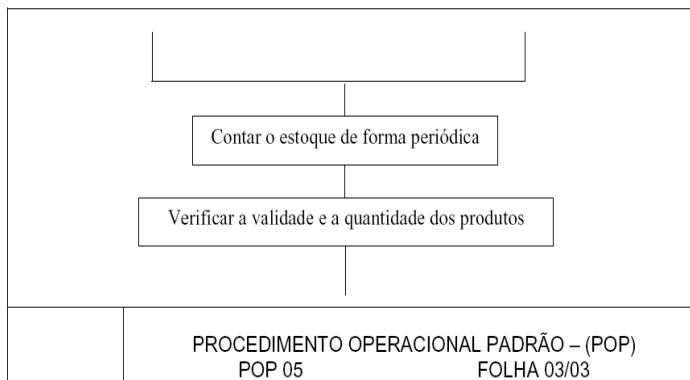 Contar o estoque de forma periódica
Verificar a validade e a quantidade dos produtos
PROCEDIMENTO OPERACIONAL PADRÃO – (POP)
POP 05 FOLHA 03/03